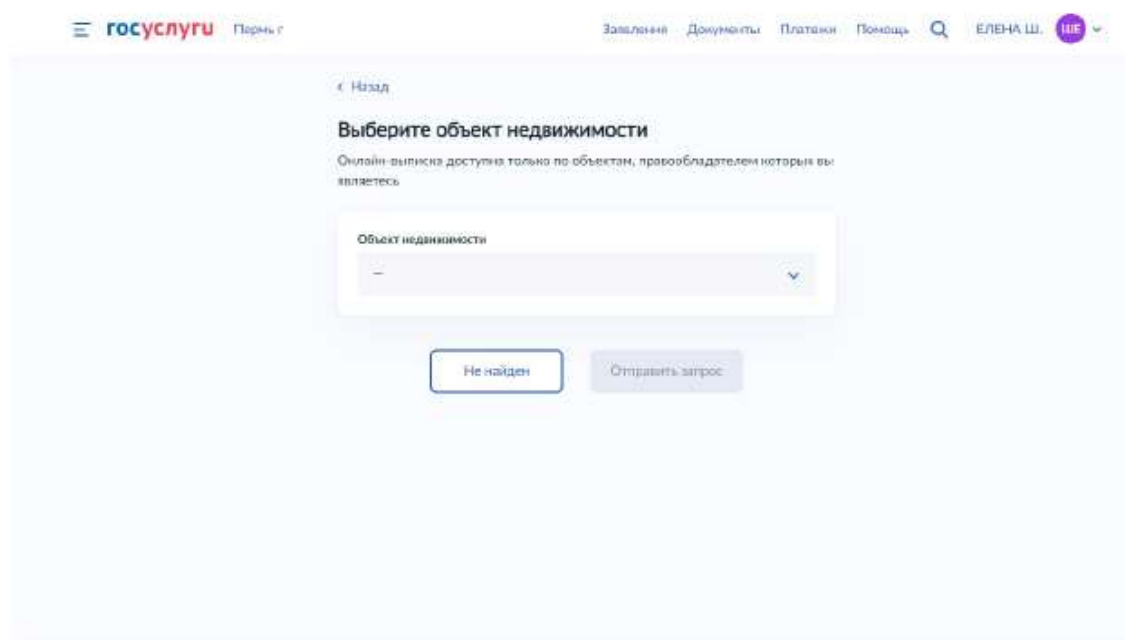 госуслуги Пермь г Заявления Документы Платежи Помощь ЕЛЕНА Ш. ШЕ
Назад
Выберите объект недвижимости
Онлайн-выписка доступна только по объектам, правообладателем которых вы
являетесь
Объект недвижимости
—
Не найден Отправить запрос